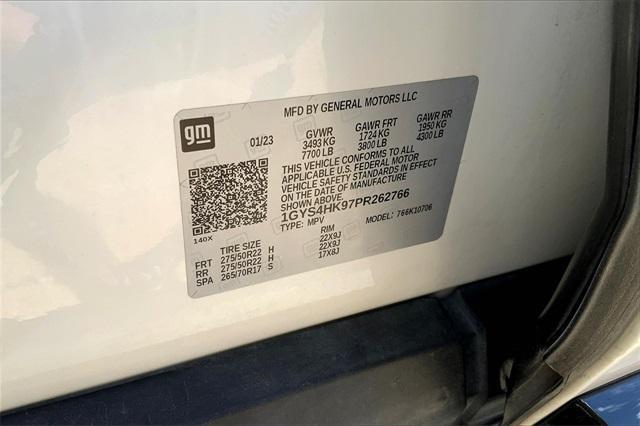 MFD BY GENERAL MOTORS LLC
gm
01/23 GVWR GAWR FRT GAWR RR
3493 KG 1724 KG 1950 KG
7700 LB 3800 LB 4300 LB
THIS VEHICLE CONFORMS TO ALL
APPLICABLE U.S. FEDERAL MOTOR
VEHICLE SAFETY STANDARDS IN EFFECT
ON THE DATE OF MANUFACTURE
SHOWN ABOVE.
1GYS4HK97PR262766
TYPE: MPV MODEL: 766K10706
140X
TIRE SIZE RIM
FRT 275/50R22 H 22X9J
RR 275/50R22 H 22X9J
SPA 265/70R17 S 17X8J